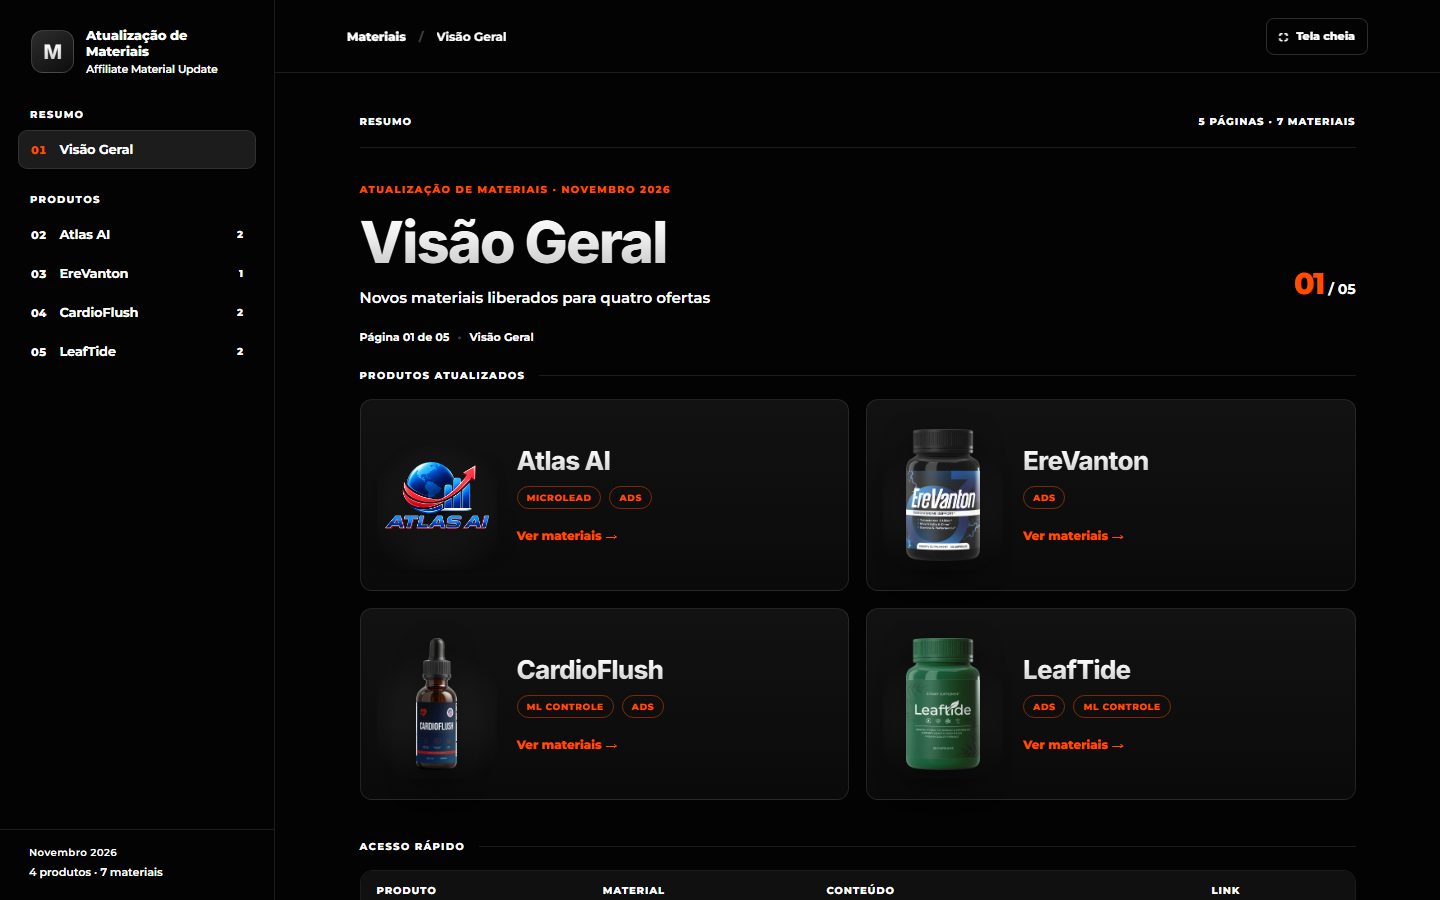 M
Atualização de
Materiais
Affiliate Material Update
RESUMO
01 Visão Geral
PRODUTOS
02 Atlas AI 2
03 EreVanton 1
04 CardioFlush 2
05 LeafTide 2
Novembro 2026
4 produtos · 7 materiais
Materiais / Visão Geral
Tela cheia
RESUMO
5 PÁGINAS · 7 MATERIAIS
ATUALIZAÇÃO DE MATERIAIS · NOVEMBRO 2026
Visão Geral
Novos materiais liberados para quatro ofertas
01 / 05
Página 01 de 05 · Visão Geral
PRODUTOS ATUALIZADOS
ATLAS AI
Atlas AI
MICROLEAD ADS
Ver materiais →
EreVanton
EreVanton
ADS
Ver materiais →
CARDIOFLUSH
CardioFlush
ML CONTROLE ADS
Ver materiais →
Leaftide
LeafTide
ADS ML CONTROLE
Ver materiais →
ACESSO RÁPIDO
PRODUTO MATERIAL CONTEÚDO LINK